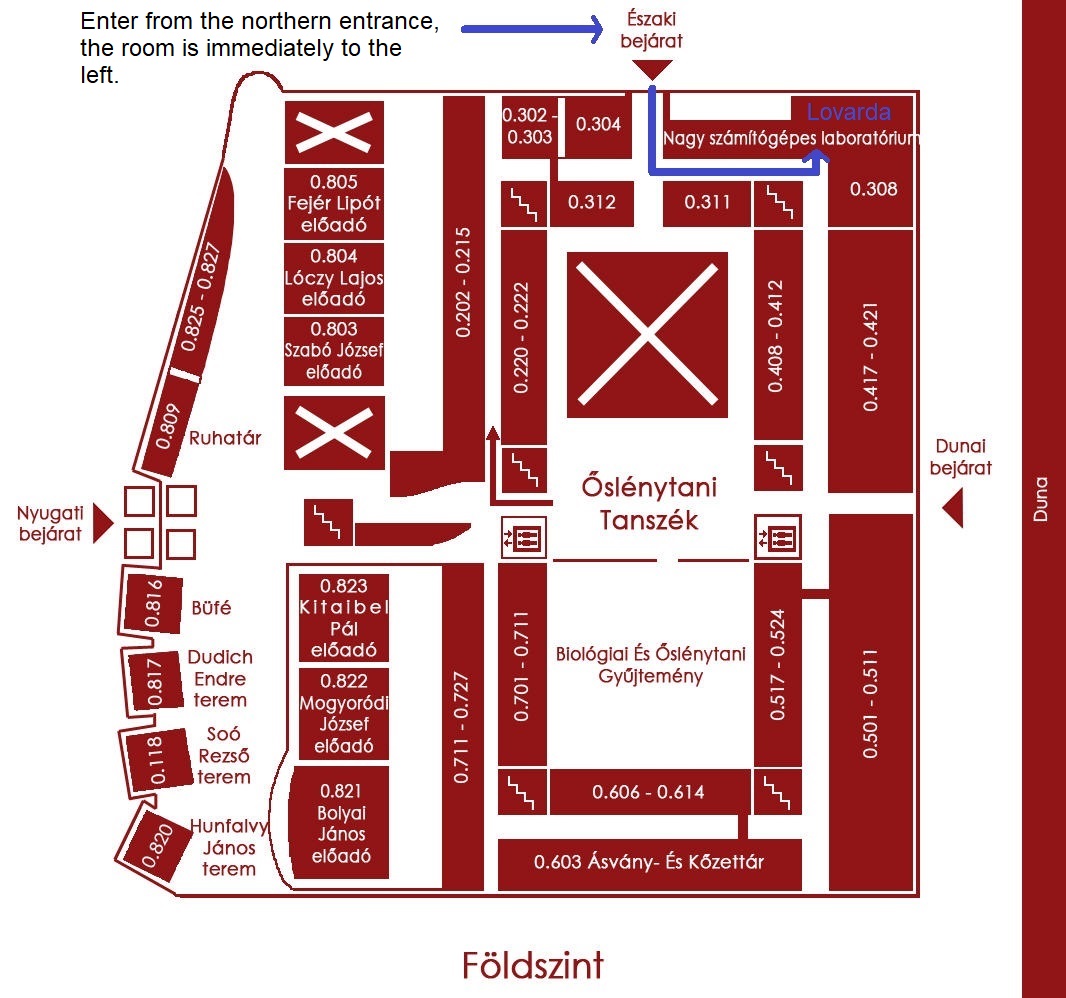 Enter from the northern entrance,
the room is immediately to the
left.
Északi
bejárat
Lovarda
0.302 -
0.303
0.304
Nagy számítógépes laboratórium
0.308
0.312
0.311
0.805
Fejér Lipót
előadó
0.804
Lóczy Lajos
előadó
0.803
Szabó József
előadó
0.825 - 0.827
0.809
Ruhatár
0.202 - 0.215
0.220 - 0.222
0.408 - 0.412
0.417 - 0.421
Őslénytani
Tanszék
Dunai
bejárat
Duna
Nyugati
bejárat
0.816
Büfé
0.817
Dudich
Endre
terem
0.118
Soó
Rezső
terem
0.820
Hunfalvy
János
terem
0.823
Kitaibel
Pál
előadó
0.822
Mogyoródi
József
előadó
0.821
Bolyai
János
előadó
0.711 - 0.727
0.701 - 0.711
Biológiai És Őslénytani
Gyűjtemény
0.517 - 0.524
0.501 - 0.511
0.606 - 0.614
0.603 Ásvány- És Kőzettár
Földszint